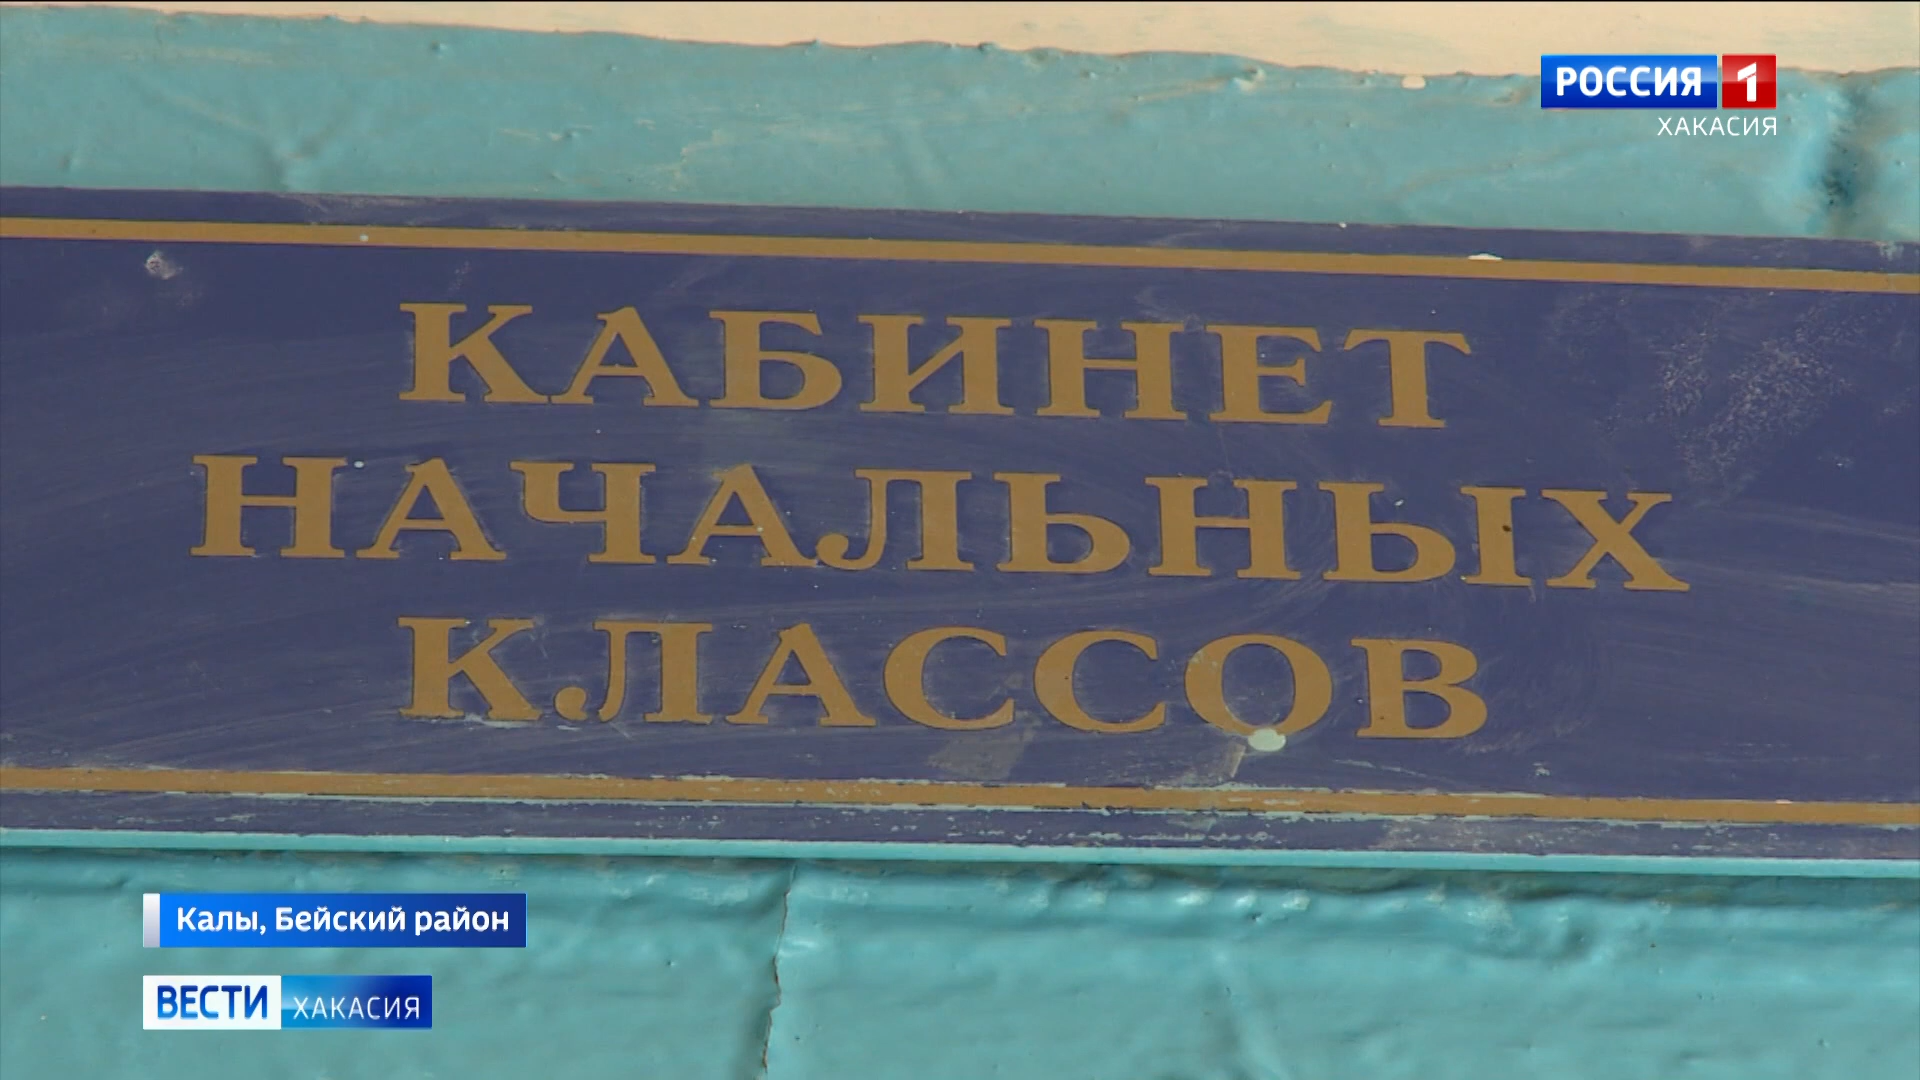 РОССИЯ 1
ХАКАСИЯ
КАБИНЕТ
НАЧАЛЬНЫХ
КЛАССОВ
Калы, Бейский район
ВЕСТИ ХАКАСИЯ